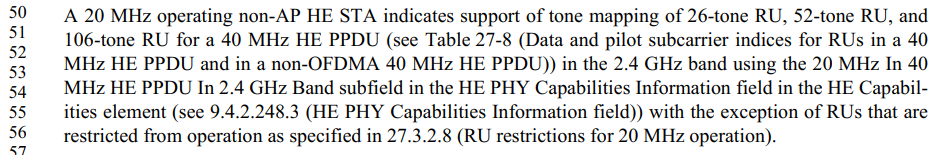 50 A 20 MHz operating non-AP HE STA indicates support of tone mapping of 26-tone RU, 52-tone RU, and
51 106-tone RU for a 40 MHz HE PPDU (see Table 27-8 (Data and pilot subcarrier indices for RUs in a 40
52 MHz HE PPDU and in a non-OFDMA 40 MHz HE PPDU)) in the 2.4 GHz band using the 20 MHz In 40
53 MHz HE PPDU In 2.4 GHz Band subfield in the HE PHY Capabilities Information field in the HE Capabil-
54 ities element (see 9.4.2.248.3 (HE PHY Capabilities Information field)) with the exception of RUs that are
55 restricted from operation as specified in 27.3.2.8 (RU restrictions for 20 MHz operation).
56
57